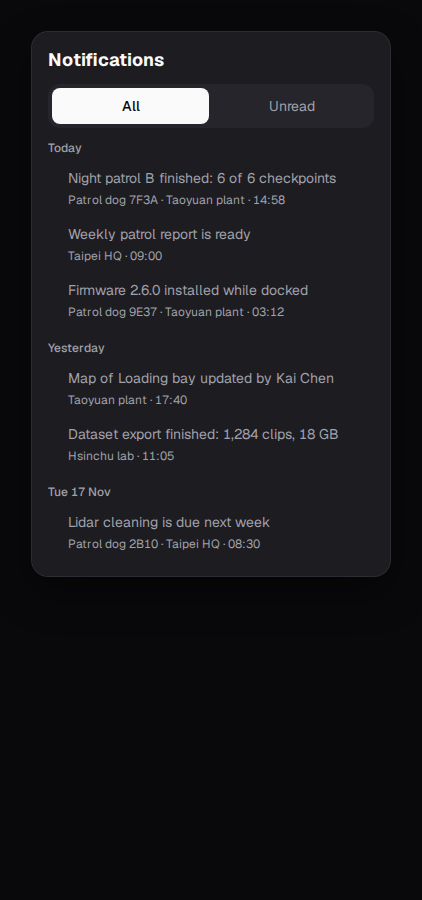 Notifications
All
Unread
Today
Night patrol B finished: 6 of 6 checkpoints
Patrol dog 7F3A · Taoyuan plant · 14:58
Weekly patrol report is ready
Taipei HQ · 09:00
Firmware 2.6.0 installed while docked
Patrol dog 9E37 · Taoyuan plant · 03:12
Yesterday
Map of Loading bay updated by Kai Chen
Taoyuan plant · 17:40
Dataset export finished: 1,284 clips, 18 GB
Hsinchu lab · 11:05
Tue 17 Nov
Lidar cleaning is due next week
Patrol dog 2B10 · Taipei HQ · 08:30